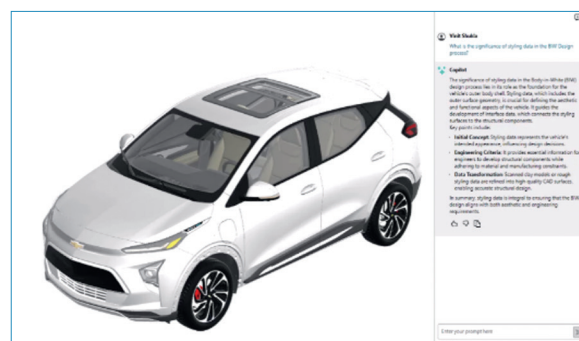 Vinit Shukla
What is the significance of styling data in the BIW Design
process?
Copilot
The significance of styling data in the Body-in-White (BIW)
design process lies in its role as the foundation for the
vehicle's outer body shell. Styling data, which includes the
outer surface geometry, is crucial for defining the aesthetic
and functional aspects of the vehicle. It guides the
development of interface data, which connects the styling
surfaces to the structural components.
Key points include:
• Initial Concept: Styling data represents the vehicle's
intended appearance, influencing design decisions.
• Engineering Criteria: It provides essential information for
engineers to develop structural components while
adhering to material and manufacturing constraints.
• Data Transformation: Scanned clay models or rough
styling data are refined into high-quality CAD surfaces,
enabling accurate structural design.
In summary, styling data is integral to ensuring that the BIW
design aligns with both aesthetic and engineering
requirements.
Enter your prompt here